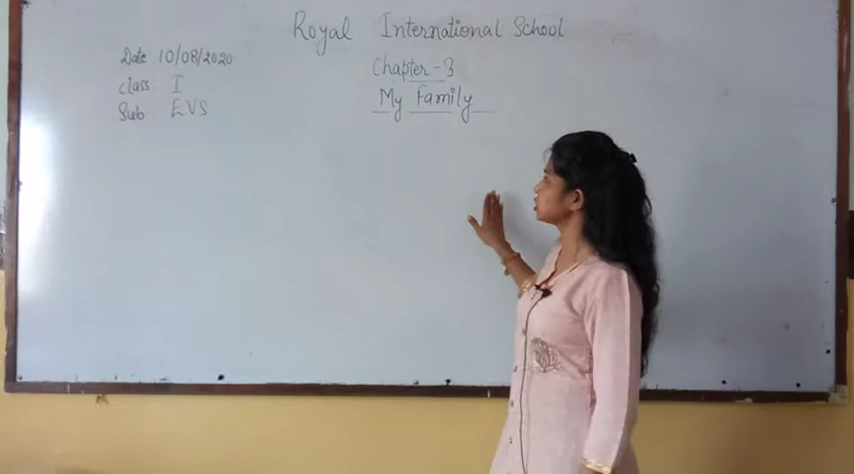 Royal International School
Date 10/08/2020
Chapter-3
class: I
My Family
Sub: EVS